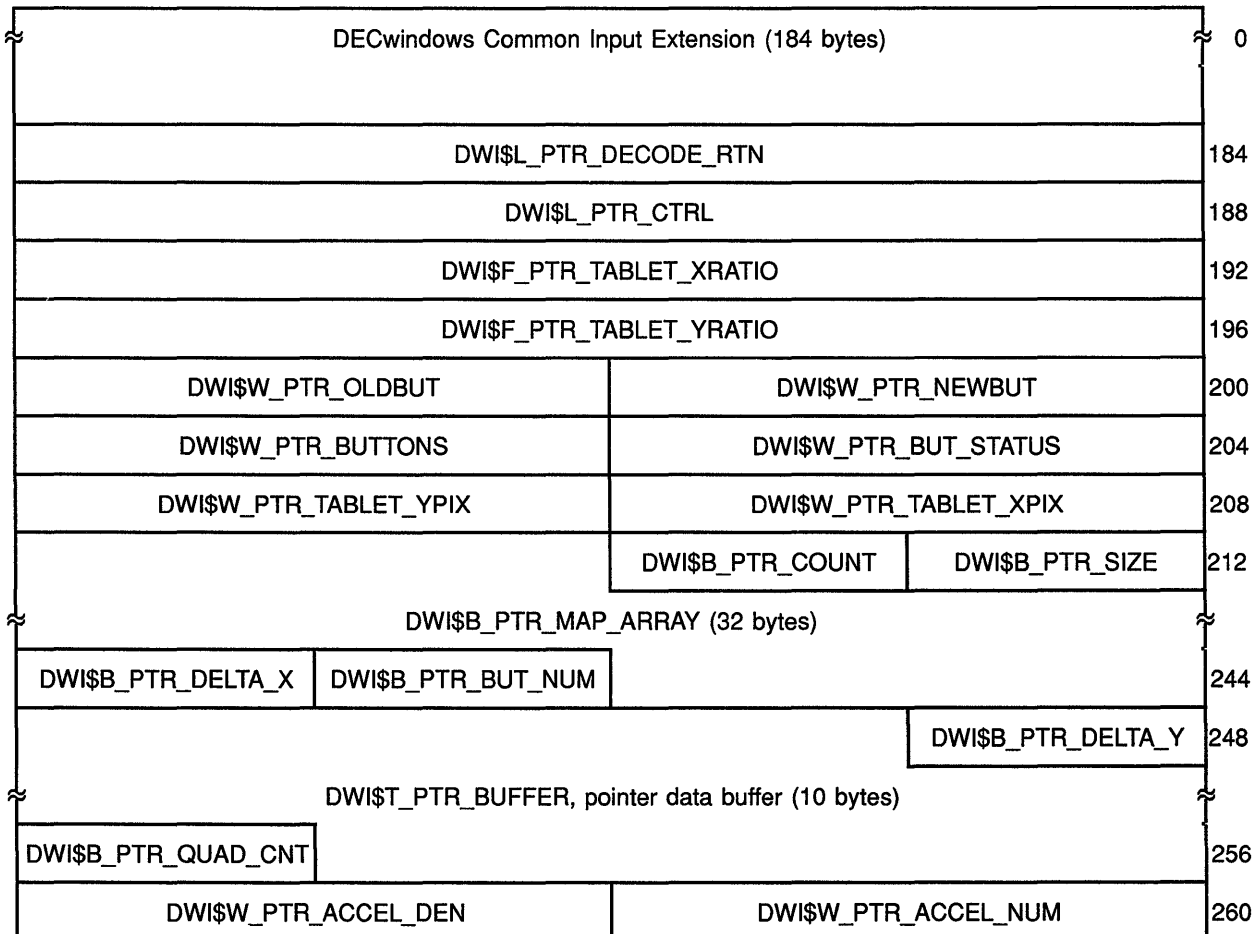 DECwindows Common Input Extension (184 bytes) 0
DWI$L_PTR_DECODE_RTN 184
DWI$L_PTR_CTRL 188
DWI$F_PTR_TABLET_XRATIO 192
DWI$F_PTR_TABLET_YRATIO 196
DWI$W_PTR_OLDBUT DWI$W_PTR_NEWBUT 200
DWI$W_PTR_BUTTONS DWI$W_PTR_BUT_STATUS 204
DWI$W_PTR_TABLET_YPIX DWI$W_PTR_TABLET_XPIX 208
DWI$B_PTR_COUNT DWI$B_PTR_SIZE 212
DWI$B_PTR_MAP_ARRAY (32 bytes)
DWI$B_PTR_DELTA_X DWI$B_PTR_BUT_NUM 244
DWI$B_PTR_DELTA_Y 248
DWI$T_PTR_BUFFER, pointer data buffer (10 bytes)
DWI$B_PTR_QUAD_CNT 256
DWI$W_PTR_ACCEL_DEN DWI$W_PTR_ACCEL_NUM 260